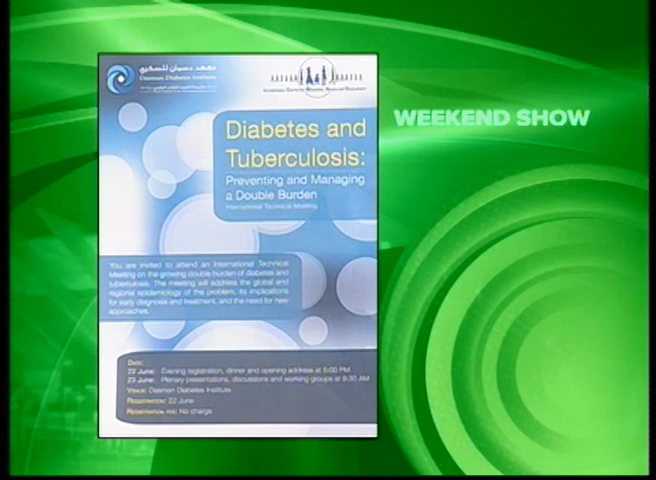 معهد دسمان للسكري
Dasman Diabetes Institute
WEEKEND SHOW
Diabetes and
Tuberculosis:
Preventing and Managing
a Double Burden
International Technical Meeting
You are invited to attend an International Technical
Meeting on the growing double burden of diabetes and
tuberculosis. The meeting will address the global and
regional epidemiology of the problem, its implications
for early diagnosis and treatment, and the need for new
approaches.
Date:
22 June: Evening registration, dinner and opening address at 6:00 PM
23 June: Plenary presentations, discussions and working groups at 9:30 AM
Venue: Dasman Diabetes Institute
Registration: 22 June
Registration fee: No charge